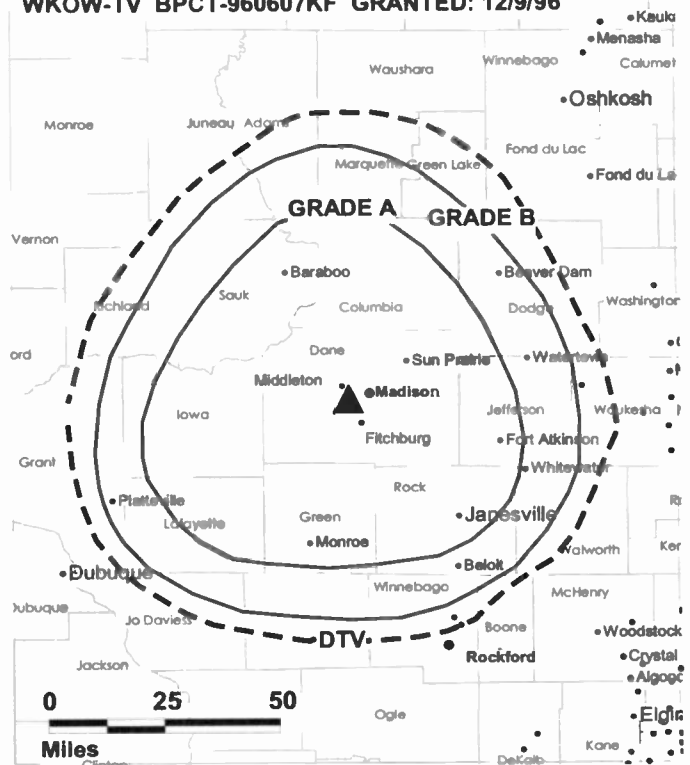 WKOW-TV BPCT-960607KF GRANTED: 12/9/96
Menasha
Waushara
Winnebago
Calumet
Oshkosh
Monroe
Juneau
Adams
Fond du Lac
Marquette
Green Lake
Fond du La
GRADE A
GRADE B
Vernon
Baraboo
Beaver Dam
Richland
Sauk
Columbia
Dodge
Washington
ord
Dane
Sun Prairie
Watertown
Middleton
Madison
Iowa
Jefferson
Waukesha
Fitchburg
Fort Atkinson
Grant
Whitewater
Rock
Platteville
Lafayette
Green
Janesville
Monroe
Walworth
Ker
Dubuque
Beloit
Winnebago
McHenry
Dubuque
Jo Daviess
Boone
Woodstock
DTV
Rockford
Crystal
Jackson
0 25 50
Ogle
Elgin
Miles
Kane
DeKalb
Clinton